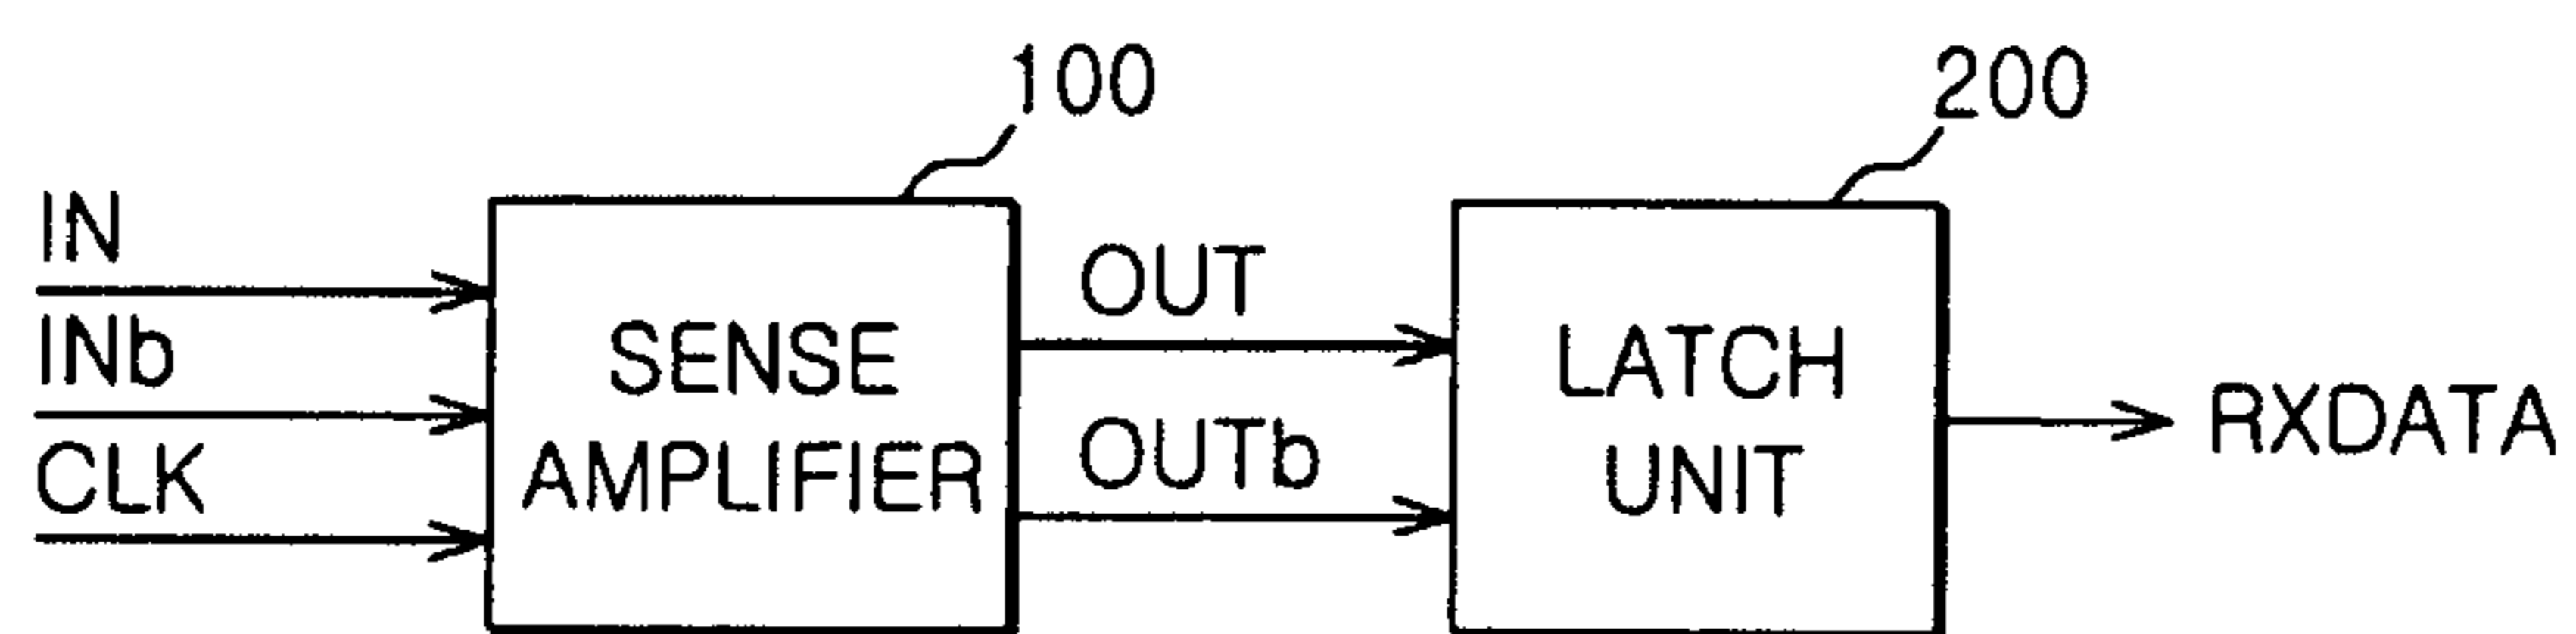 100
200
IN
INb
CLK
SENSE
AMPLIFIER
OUT
OUTb
LATCH
UNIT
RXDATA